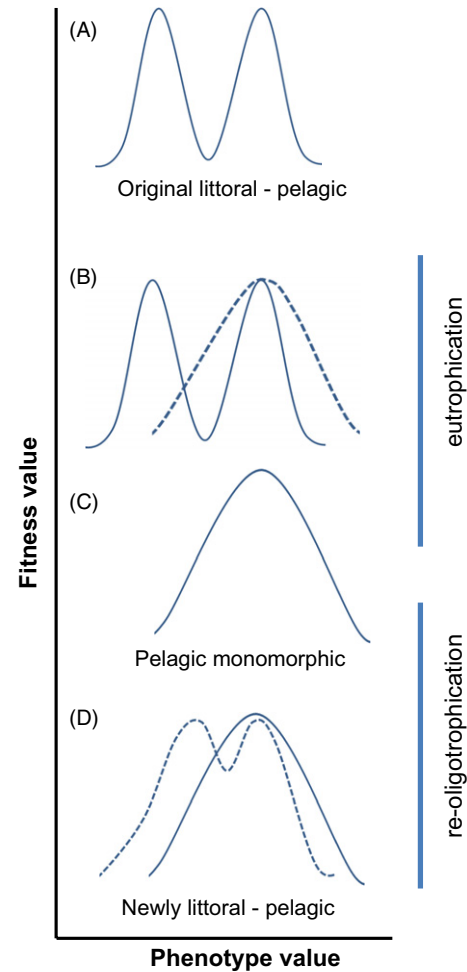 (A)
Original littoral - pelagic
(B)
eutrophication
(C)
Pelagic monomorphic
(D)
re-oligotrophication
Newly littoral - pelagic
Fitness value
Phenotype value